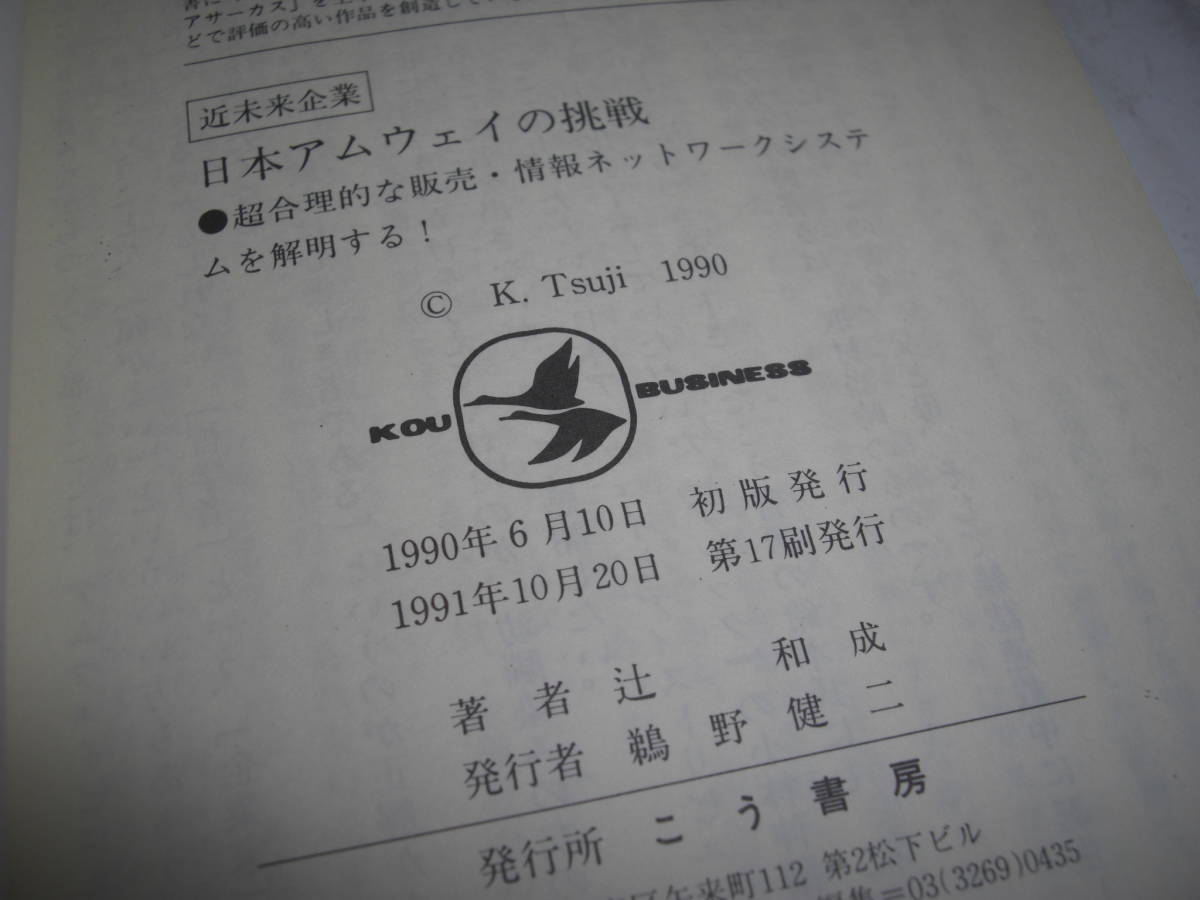 アサーカス」を
どで評価の高い作品を創造してい
近未来企業
日本アムウェイの挑戦
●超合理的な販売・情報ネットワークシステ
ムを解明する！
© K. Tsuji 1990
KOU BUSINESS
1990年6月10日 初版発行
1991年10月20日 第17刷発行
著者 辻 和成
発行者 鵜野健二
発行所 こう書房
区矢来町112 第2松下ビル
編集＝03(3269)0435